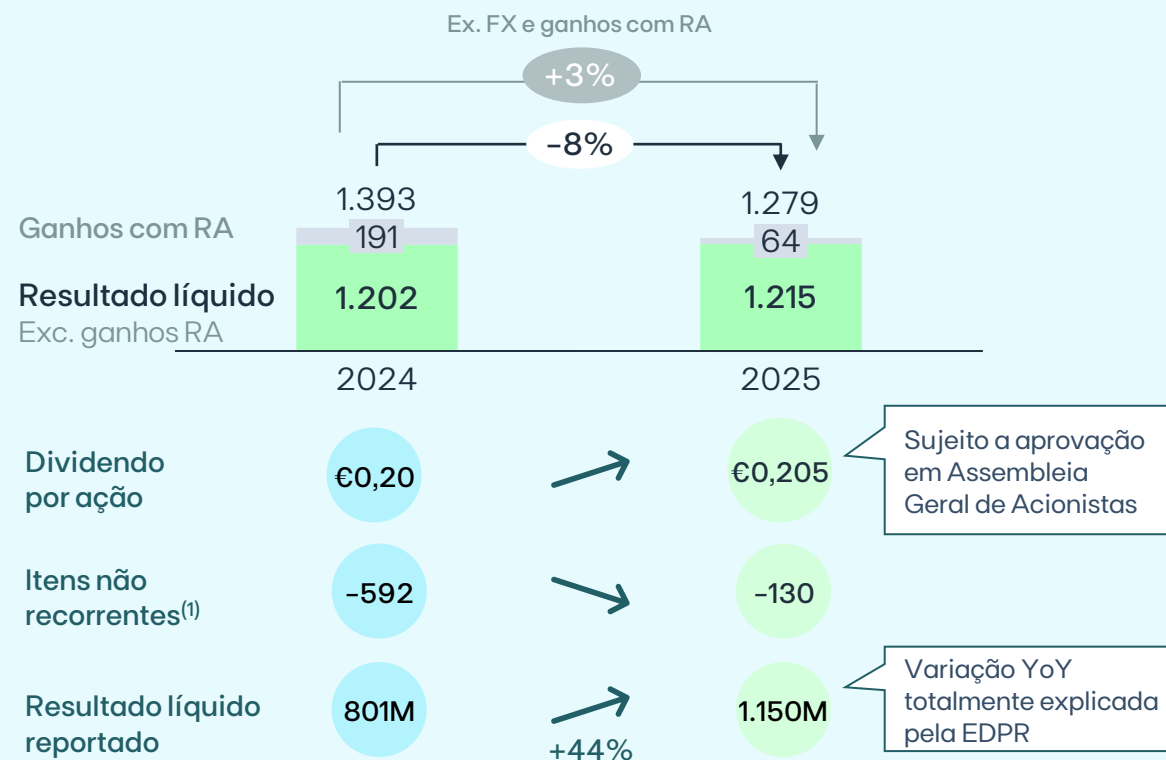 Ex. FX e ganhos com RA
+3%
-8%
1.393
1.279
Ganhos com RA
191
64
Resultado líquido
Exc. ganhos RA
1.202
1.215
2024
2025
Dividendo
por ação
€0,20
€0,205
Sujeito a aprovação
em Assembleia
Geral de Acionistas
Itens não
recorrentes(1)
-592
-130
Resultado líquido
reportado
801M
+44%
1.150M
Variação YoY
totalmente explicada
pela EDPR